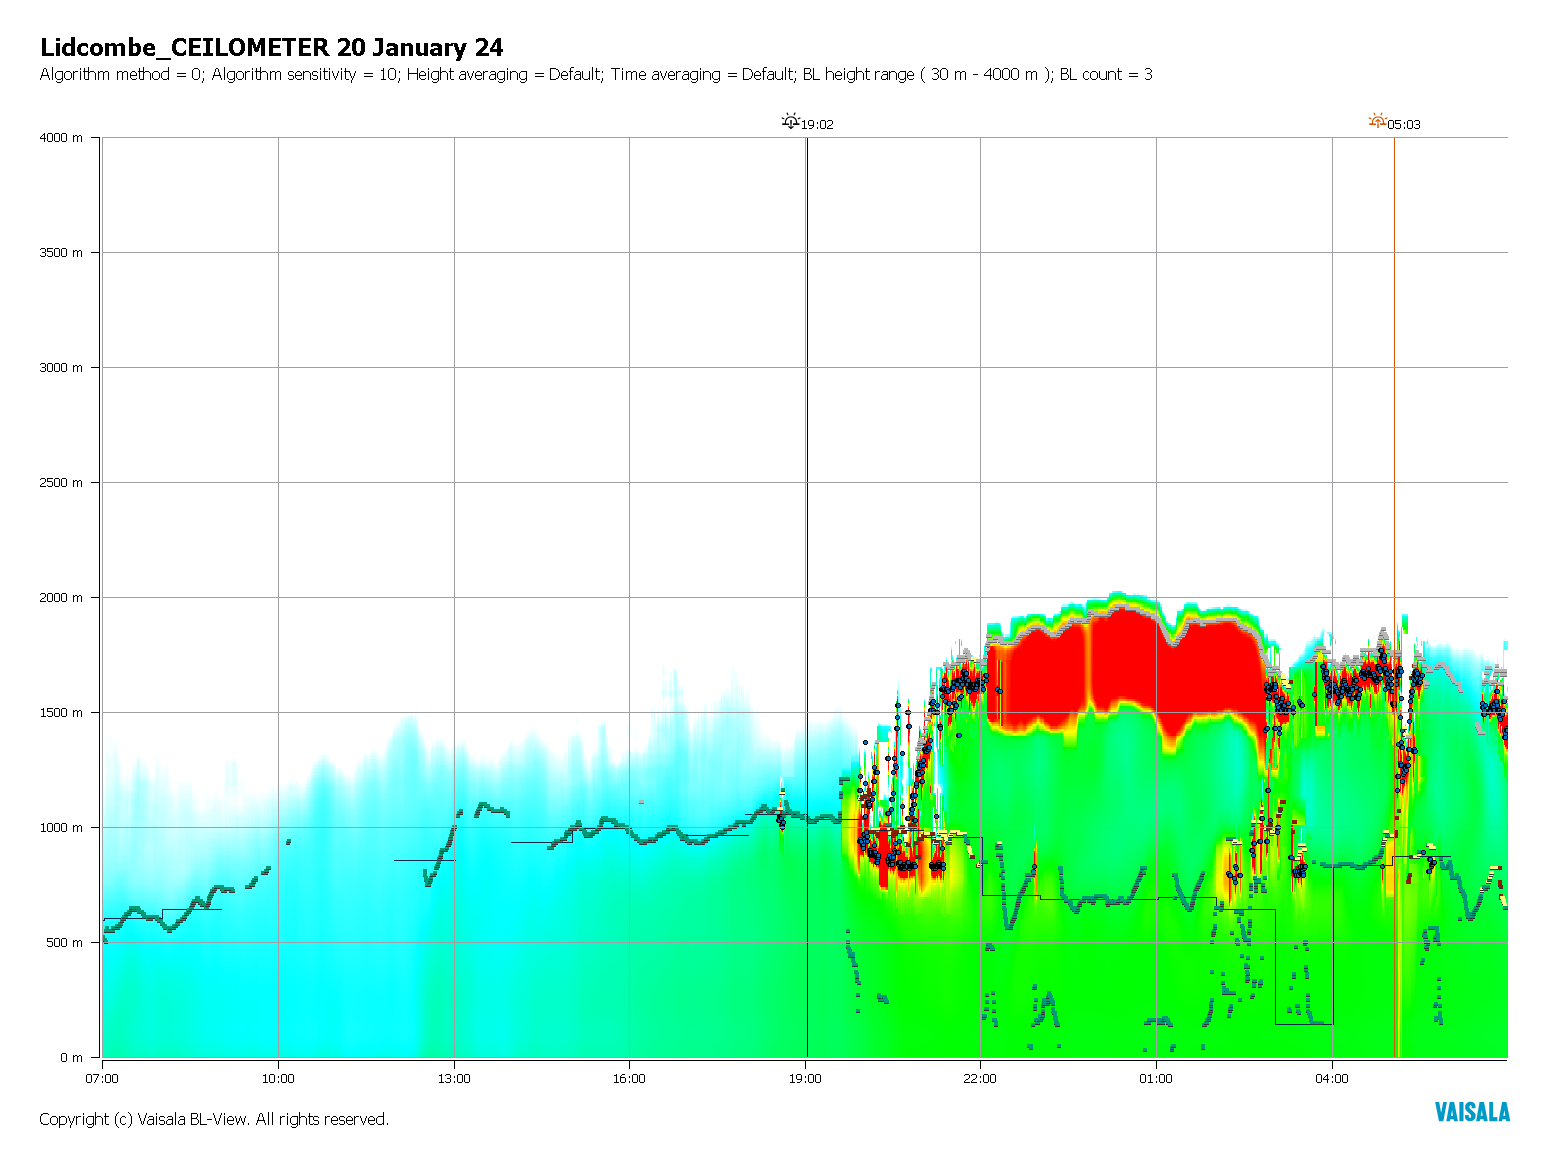 Lidcombe_CEILOMETER 20 January 24
Algorithm method = 0; Algorithm sensitivity = 10; Height averaging = Default; Time averaging = Default; BL height range ( 30 m - 4000 m ); BL count = 3
19:02
05:03
4000 m
3500 m
3000 m
2500 m
2000 m
1500 m
1000 m
500 m
0 m
07:00 10:00 13:00 16:00 19:00 22:00 01:00 04:00
Copyright (c) Vaisala BL-View. All rights reserved.
VAISALA